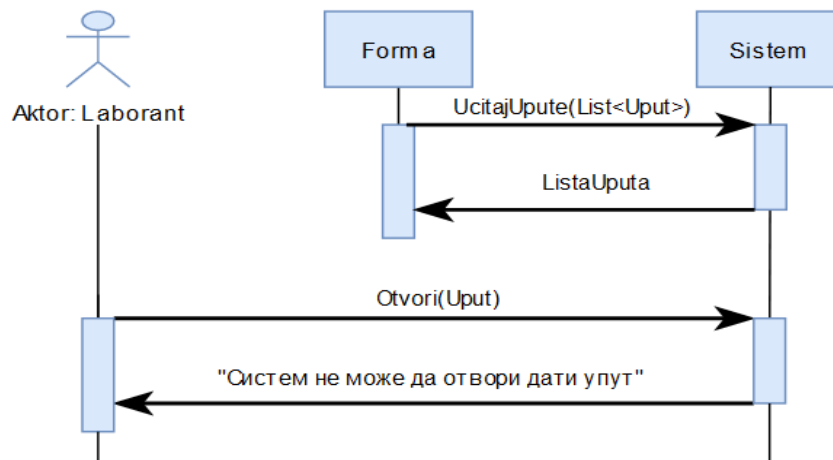 Forma
Sistem
Aktor: Laborant
UcitajUpute(List<Uput>)
ListaUputa
Otvori(Uput)
"Систем не може да отвори дати упут"